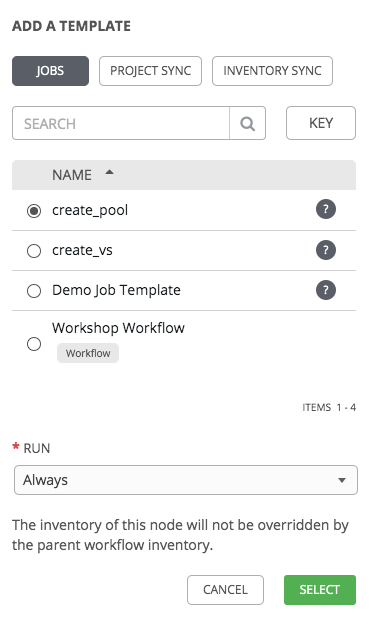 ADD A TEMPLATE
JOBS PROJECT SYNC INVENTORY SYNC
SEARCH KEY
NAME
create_pool ?
create_vs ?
Demo Job Template ?
Workshop Workflow
Workflow
ITEMS 1 - 4
* RUN
Always
The inventory of this node will not be overridden by
the parent workflow inventory.
CANCEL SELECT